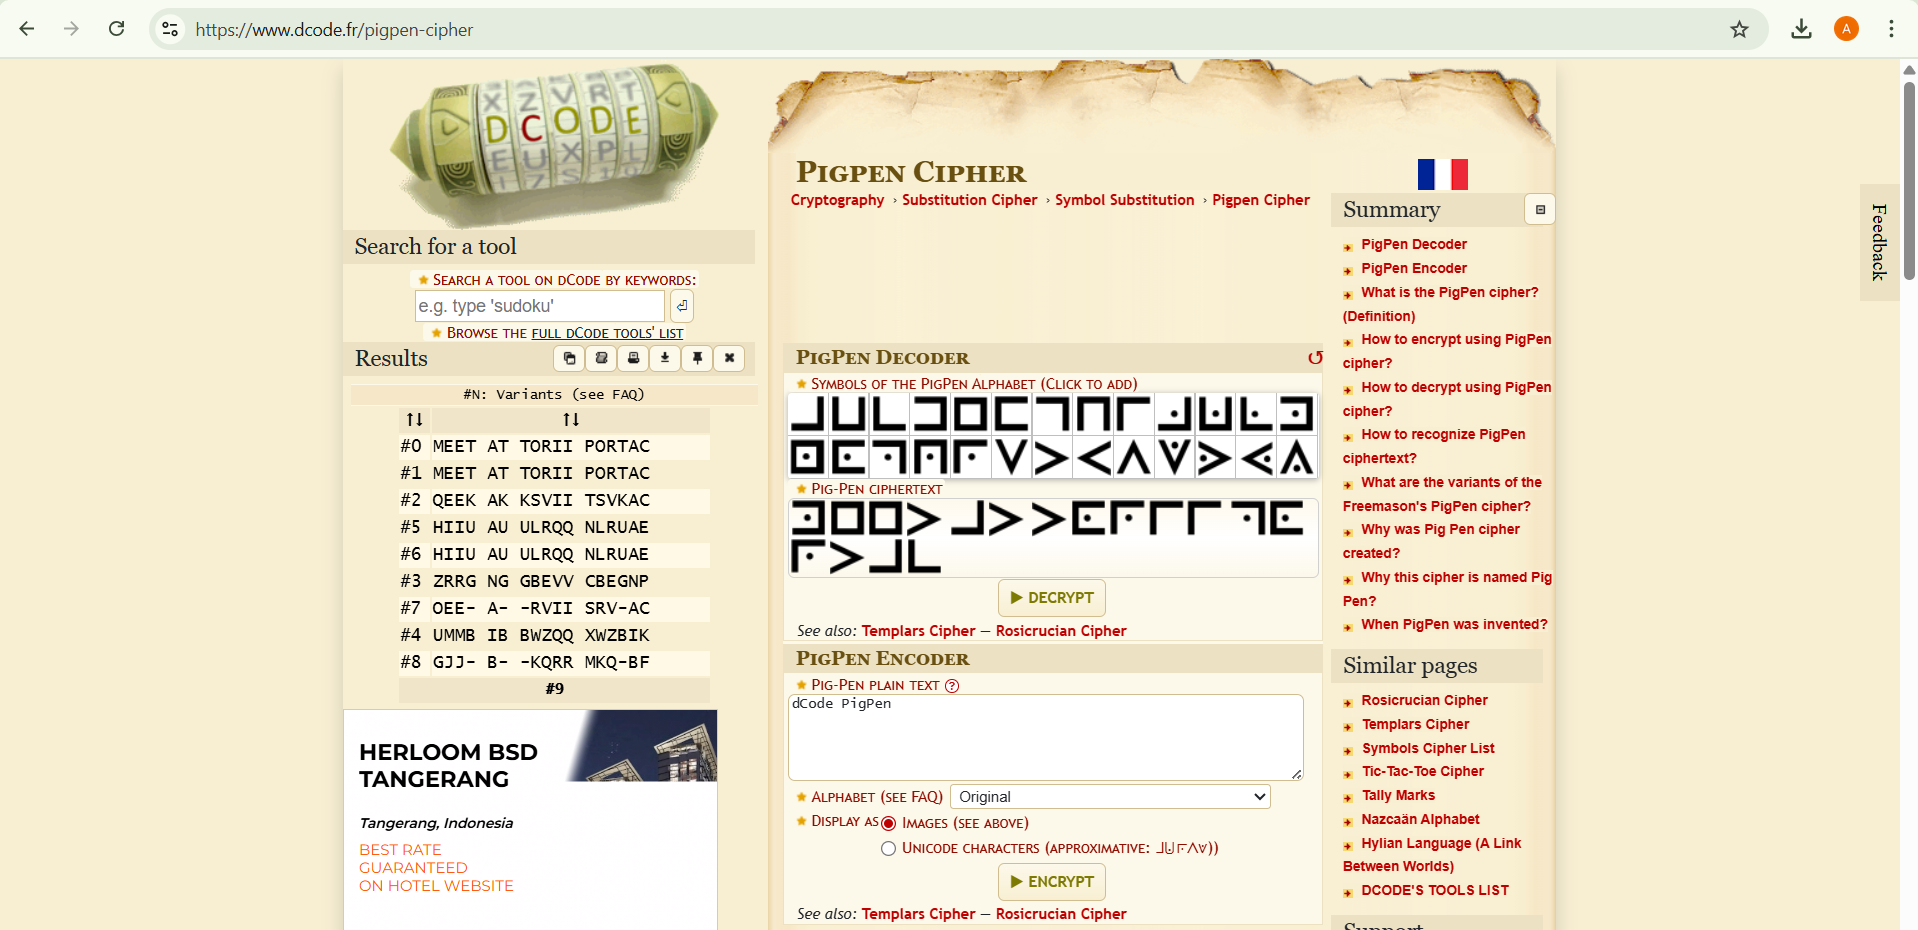 https://www.dcode.fr/pigpen-cipher
A
X Z V R T
D C O D E
E U X P L
Search for a tool
Search a tool on dCode by keywords:
e.g. type 'sudoku'
Browse the full dCode tools' list
Results
#N: Variants (see FAQ)
↑↓ ↑↓
#0 MEET AT TORII PORTAC
#1 MEET AT TORII PORTAC
#2 QEEK AK KSVII TSVKAC
#5 HIIU AU ULRQQ NLRUAE
#6 HIIU AU ULRQQ NLRUAE
#3 ZRRG NG GBEVV CBEGNP
#7 OEE- A- -RVII SRV-AC
#4 UMMB IB BWZQQ XWZBIK
#8 GJJ- B- -KQRR MKQ-BF
#9
HERLOOM BSD
TANGERANG
Tangerang, Indonesia
BEST RATE
GUARANTEED
ON HOTEL WEBSITE
Pigpen Cipher
Cryptography › Substitution Cipher › Symbol Substitution › Pigpen Cipher
PigPen Decoder
Symbols of the PigPen Alphabet (Click to add)
Pig-Pen ciphertext
▶ DECRYPT
See also: Templars Cipher — Rosicrucian Cipher
PigPen Encoder
Pig-Pen plain text ?
dCode PigPen
Alphabet (see FAQ) Original
Display as Images (see above)
Unicode characters (approximative: ᒧᑌᒥᐱᐯ))
▶ ENCRYPT
See also: Templars Cipher — Rosicrucian Cipher
Summary
PigPen Decoder
PigPen Encoder
What is the PigPen cipher?
(Definition)
How to encrypt using PigPen
cipher?
How to decrypt using PigPen
cipher?
How to recognize PigPen
ciphertext?
What are the variants of the
Freemason's PigPen cipher?
Why was Pig Pen cipher
created?
Why this cipher is named Pig
Pen?
When PigPen was invented?
Similar pages
Rosicrucian Cipher
Templars Cipher
Symbols Cipher List
Tic-Tac-Toe Cipher
Tally Marks
Nazcaän Alphabet
Hylian Language (A Link
Between Worlds)
DCODE'S TOOLS LIST
Support
Feedback